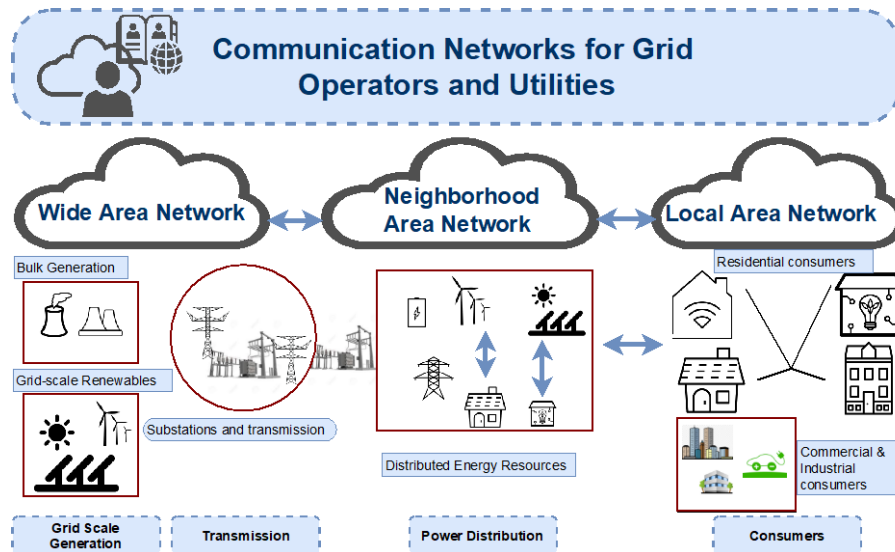 Communication Networks for Grid
Operators and Utilities
Wide Area Network
Neighborhood
Area Network
Local Area Network
Bulk Generation
Residential consumers
Grid-scale Renewables
Substations and transmission
Distributed Energy Resources
Commercial &
Industrial
consumers
Grid Scale
Generation
Transmission
Power Distribution
Consumers